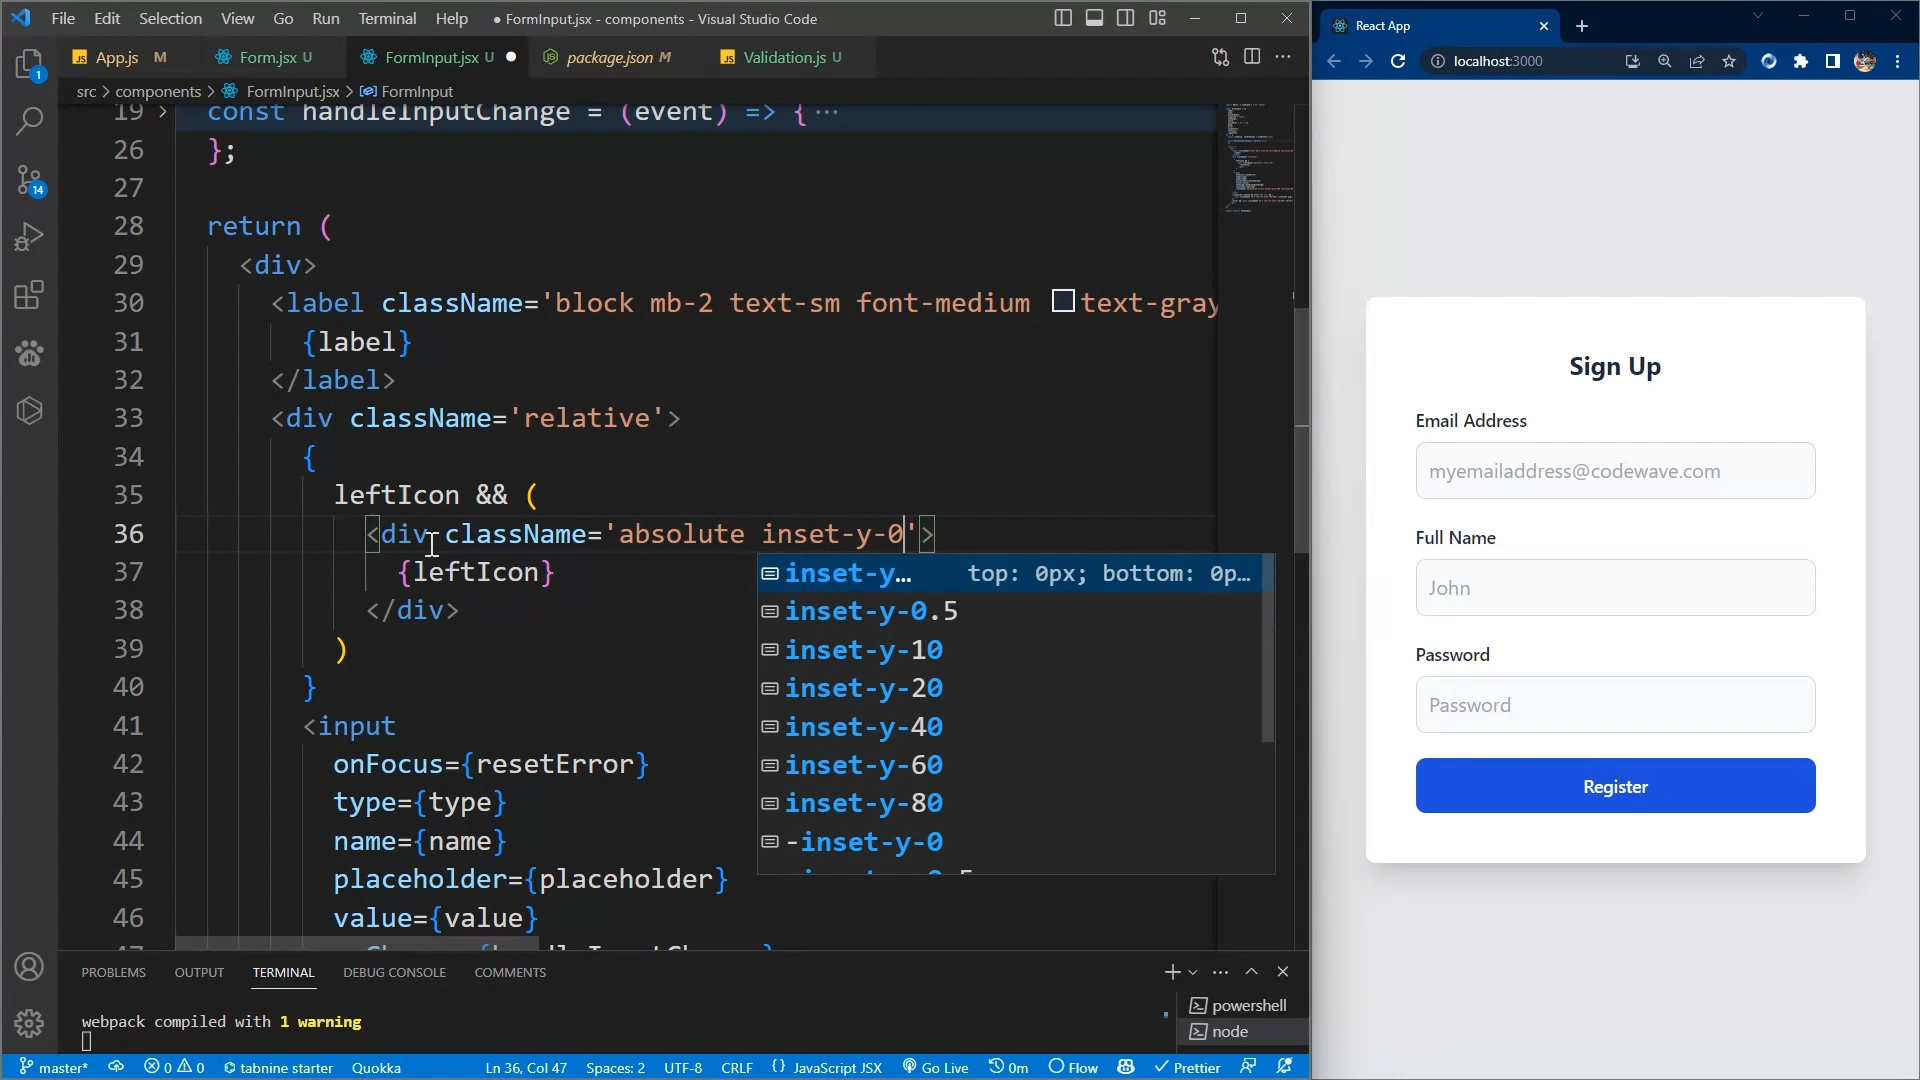 File Edit Selection View Go Run Terminal Help ● FormInput.jsx - components - Visual Studio Code
App.js M Form.jsx U FormInput.jsx U package.json M Validation.js U
src > components > FormInput.jsx > FormInput
19 const handleInputChange = (event) => {···
26 };
27
28 return (
29 <div>
30 <label className='block mb-2 text-sm font-medium text-gray
31 {label}
32 </label>
33 <div className='relative'>
34 {
35 leftIcon && (
36 <div className='absolute inset-y-0'>
37 {leftIcon}
38 </div>
39 )
40 }
41 <input
42 onFocus={resetError}
43 type={type}
44 name={name}
45 placeholder={placeholder}
46 value={value}
inset-y… top: 0px; bottom: 0p…
inset-y-0.5
inset-y-10
inset-y-20
inset-y-40
inset-y-60
inset-y-80
-inset-y-0
PROBLEMS OUTPUT TERMINAL DEBUG CONSOLE COMMENTS
webpack compiled with 1 warning
powershell
node
1
14
master* 0 0 tabnine starter Quokka Ln 36, Col 47 Spaces: 2 UTF-8 CRLF {} JavaScript JSX Go Live 0m Flow Prettier
React App
localhost:3000
Sign Up
Email Address
myemailaddress@codewave.com
Full Name
John
Password
Password
Register